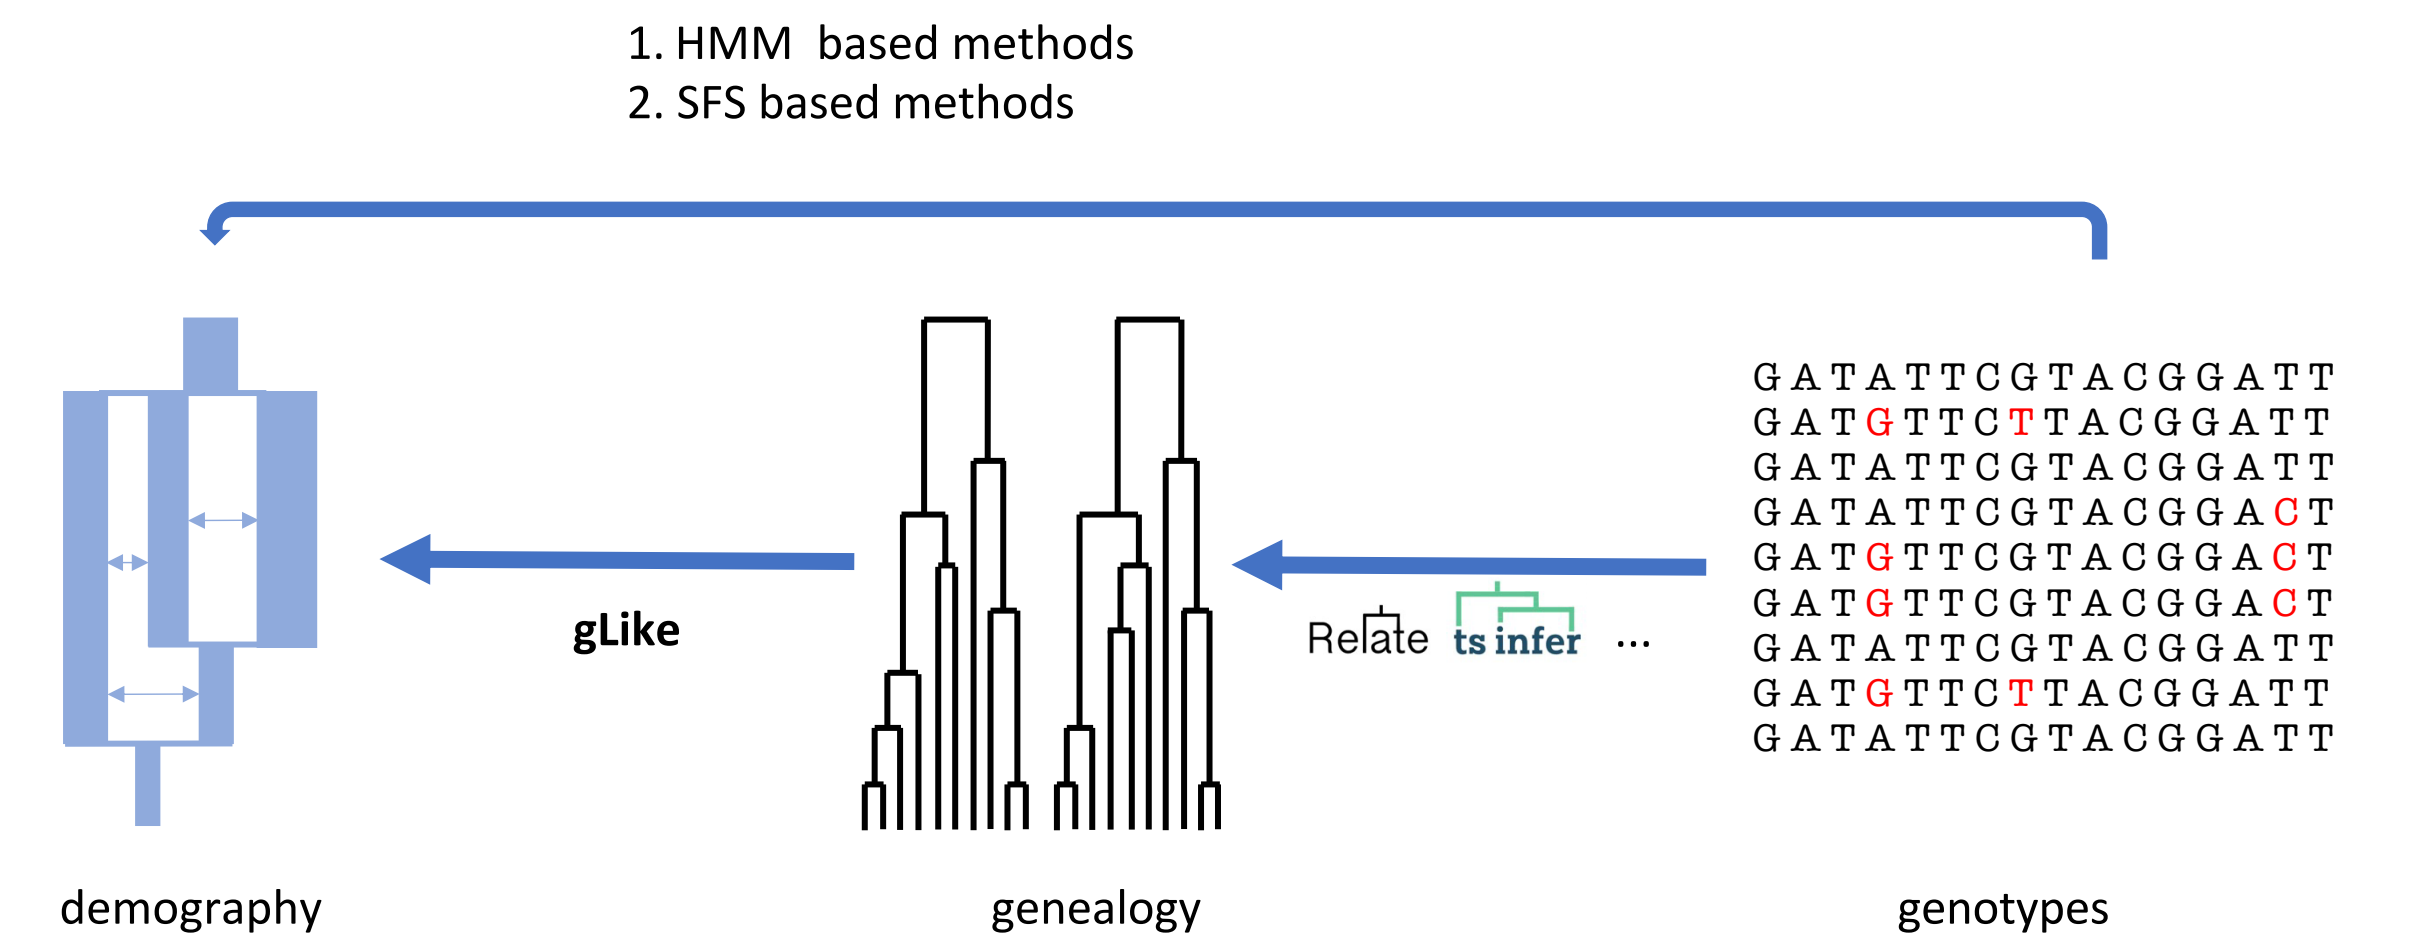 1. HMM  based methods
2. SFS based methods
G A T A T T C G T A C G G A T T
G A T G T T C T T A C G G A T T
G A T A T T C G T A C G G A T T
G A T A T T C G T A C G G A C T
G A T G T T C G T A C G G A C T
G A T G T T C G T A C G G A C T
G A T A T T C G T A C G G A T T
G A T G T T C T T A C G G A T T
G A T A T T C G T A C G G A T T
gLike
Relate ts infer ...
demography
genealogy
genotypes